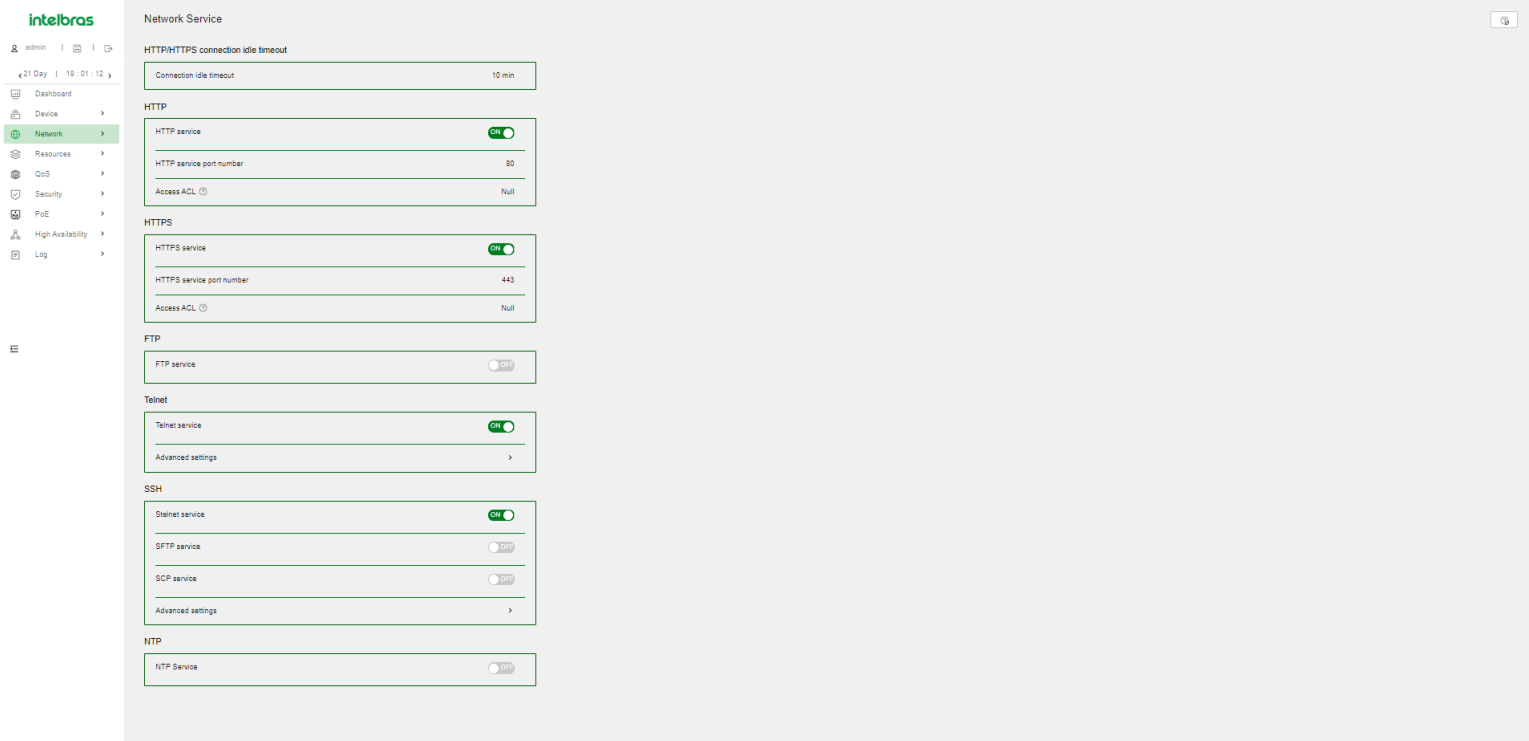 intelbras
admin
21 Day | 19 : 01 : 12
Dashboard
Device
Network
Resources
QoS
Security
PoE
High Availability
Log
Network Service
HTTP/HTTPS connection idle timeout
Connection idle timeout 10 min
HTTP
HTTP service ON
HTTP service port number 80
Access ACL Null
HTTPS
HTTPS service ON
HTTPS service port number 443
Access ACL Null
FTP
FTP service OFF
Telnet
Telnet service ON
Advanced settings
SSH
Stelnet service ON
SFTP service OFF
SCP service OFF
Advanced settings
NTP
NTP Service OFF